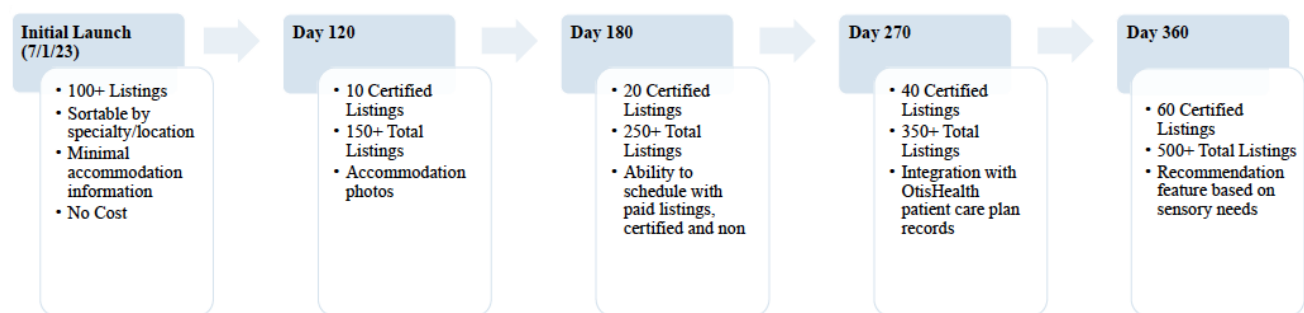 Initial Launch
(7/1/23)
• 100+ Listings
• Sortable by
specialty/location
• Minimal
accommodation
information
• No Cost
Day 120
• 10 Certified
Listings
• 150+ Total
Listings
• Accommodation
photos
Day 180
• 20 Certified
Listings
• 250+ Total
Listings
• Ability to
schedule with
paid listings,
certified and non
Day 270
• 40 Certified
Listings
• 350+ Total
Listings
• Integration with
OtisHealth
patient care plan
records
Day 360
• 60 Certified
Listings
• 500+ Total Listings
• Recommendation
feature based on
sensory needs